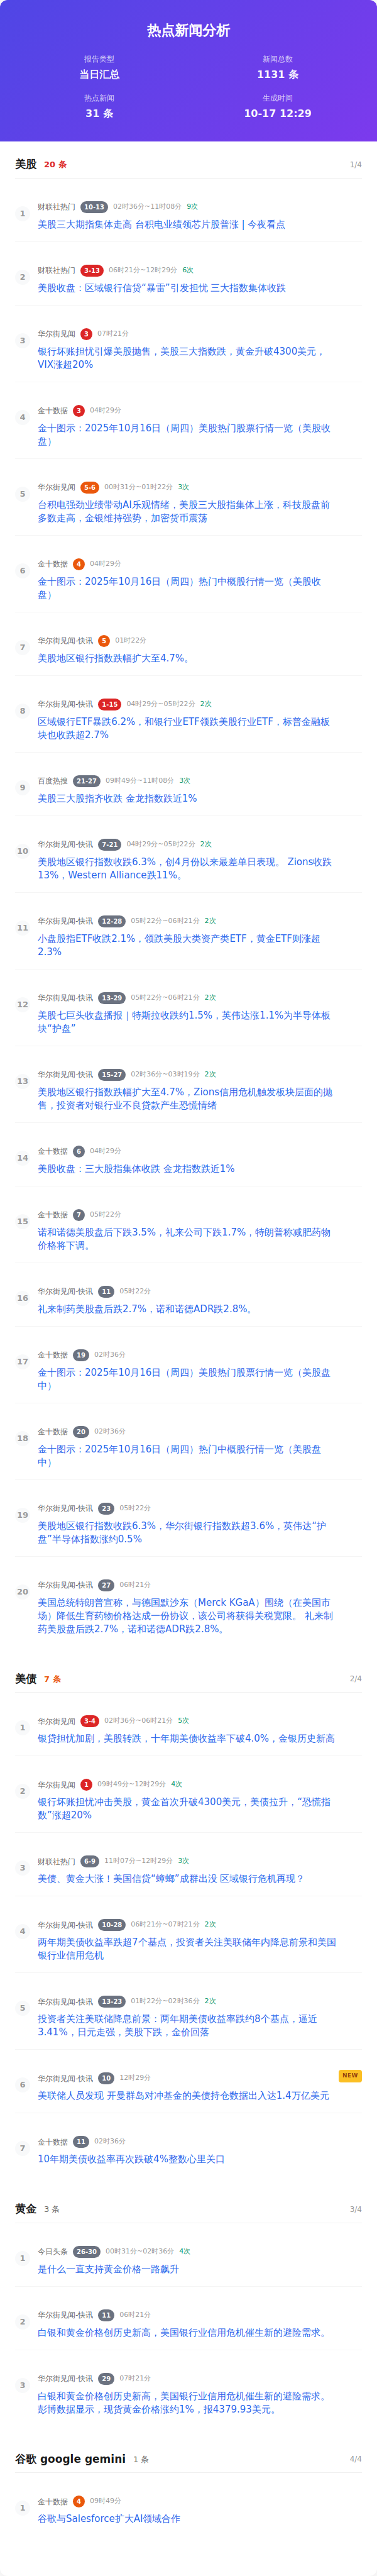 热点新闻分析
报告类型
当日汇总
新闻总数
1131 条
热点新闻
31 条
生成时间
10-17 12:29
美股 20 条 1/4
1
财联社热门 10-13 02时36分~11时08分 9次
美股三大期指集体走高 台积电业绩领芯片股普涨 | 今夜看点
2
财联社热门 3-13 06时21分~12时29分 6次
美股收盘：区域银行信贷“暴雷”引发担忧 三大指数集体收跌
3
华尔街见闻 3 07时21分
银行坏账担忧引爆美股抛售，美股三大指数跌，黄金升破4300美元，
VIX涨超20%
4
金十数据 3 04时29分
金十图示：2025年10月16日（周四）美股热门股票行情一览（美股收
盘）
5
华尔街见闻 5-6 00时31分~01时22分 3次
台积电强劲业绩带动AI乐观情绪，美股三大股指集体上涨，科技股盘前
多数走高，金银维持强势，加密货币震荡
6
金十数据 4 04时29分
金十图示：2025年10月16日（周四）热门中概股行情一览（美股收
盘）
7
华尔街见闻-快讯 5 01时22分
美股地区银行指数跌幅扩大至4.7%。
8
华尔街见闻-快讯 1-15 04时29分~05时22分 2次
区域银行ETF暴跌6.2%，和银行业ETF领跌美股行业ETF，标普金融板
块也收跌超2.7%
9
百度热搜 21-27 09时49分~11时08分 3次
美股三大股指齐收跌 金龙指数跌近1%
10
华尔街见闻-快讯 7-21 04时29分~05时22分 2次
美股地区银行指数收跌6.3%，创4月份以来最差单日表现。 Zions收跌
13%，Western Alliance跌11%。
11
华尔街见闻-快讯 12-28 05时22分~06时21分 2次
小盘股指ETF收跌2.1%，领跌美股大类资产类ETF，黄金ETF则涨超
2.3%
12
华尔街见闻-快讯 13-29 05时22分~06时21分 2次
美股七巨头收盘播报｜特斯拉收跌约1.5%，英伟达涨1.1%为半导体板
块“护盘”
13
华尔街见闻-快讯 15-27 02时36分~03时19分 2次
美股地区银行指数跌幅扩大至4.7%，Zions信用危机触发板块层面的抛
售，投资者对银行业不良贷款产生恐慌情绪
14
金十数据 6 04时29分
美股收盘：三大股指集体收跌 金龙指数跌近1%
15
金十数据 7 05时22分
诺和诺德美股盘后下跌3.5%，礼来公司下跌1.7%，特朗普称减肥药物
价格将下调。
16
华尔街见闻-快讯 11 05时22分
礼来制药美股盘后跌2.7%，诺和诺德ADR跌2.8%。
17
金十数据 19 02时36分
金十图示：2025年10月16日（周四）美股热门股票行情一览（美股盘
中）
18
金十数据 20 02时36分
金十图示：2025年10月16日（周四）热门中概股行情一览（美股盘
中）
19
华尔街见闻-快讯 23 05时22分
美股地区银行指数收跌6.3%，华尔街银行指数跌超3.6%，英伟达“护
盘”半导体指数涨约0.5%
20
华尔街见闻-快讯 27 06时21分
美国总统特朗普宣称，与德国默沙东（Merck KGaA）围绕（在美国市
场）降低生育药物价格达成一份协议，该公司将获得关税宽限。 礼来制
药美股盘后跌2.7%，诺和诺德ADR跌2.8%。
美债 7 条 2/4
1
华尔街见闻 3-4 02时36分~06时21分 5次
银贷担忧加剧，美股转跌，十年期美债收益率下破4.0%，金银历史新高
2
华尔街见闻 1 09时49分~12时29分 4次
银行坏账担忧冲击美股，黄金首次升破4300美元，美债拉升，“恐慌指
数”涨超20%
3
财联社热门 6-9 11时07分~12时29分 3次
美债、黄金大涨！美国信贷“蟑螂”成群出没 区域银行危机再现？
4
华尔街见闻-快讯 10-28 06时21分~07时21分 2次
两年期美债收益率跌超7个基点，投资者关注美联储年内降息前景和美国
银行业信用危机
5
华尔街见闻-快讯 13-23 01时22分~02时36分 2次
投资者关注美联储降息前景：两年期美债收益率跌约8个基点，逼近
3.41%，日元走强，美股下跌，金价回落
6
华尔街见闻-快讯 10 12时29分 NEW
美联储人员发现 开曼群岛对冲基金的美债持仓数据出入达1.4万亿美元
7
金十数据 11 02时36分
10年期美债收益率再次跌破4%整数心里关口
黄金 3 条 3/4
1
今日头条 26-30 00时31分~02时36分 4次
是什么一直支持黄金价格一路飙升
2
华尔街见闻-快讯 11 06时21分
白银和黄金价格创历史新高，美国银行业信用危机催生新的避险需求。
3
华尔街见闻-快讯 29 07时21分
白银和黄金价格创历史新高，美国银行业信用危机催生新的避险需求。
彭博数据显示，现货黄金价格涨约1%，报4379.93美元。
谷歌 google gemini 1 条 4/4
1
金十数据 4 09时49分
谷歌与Salesforce扩大AI领域合作